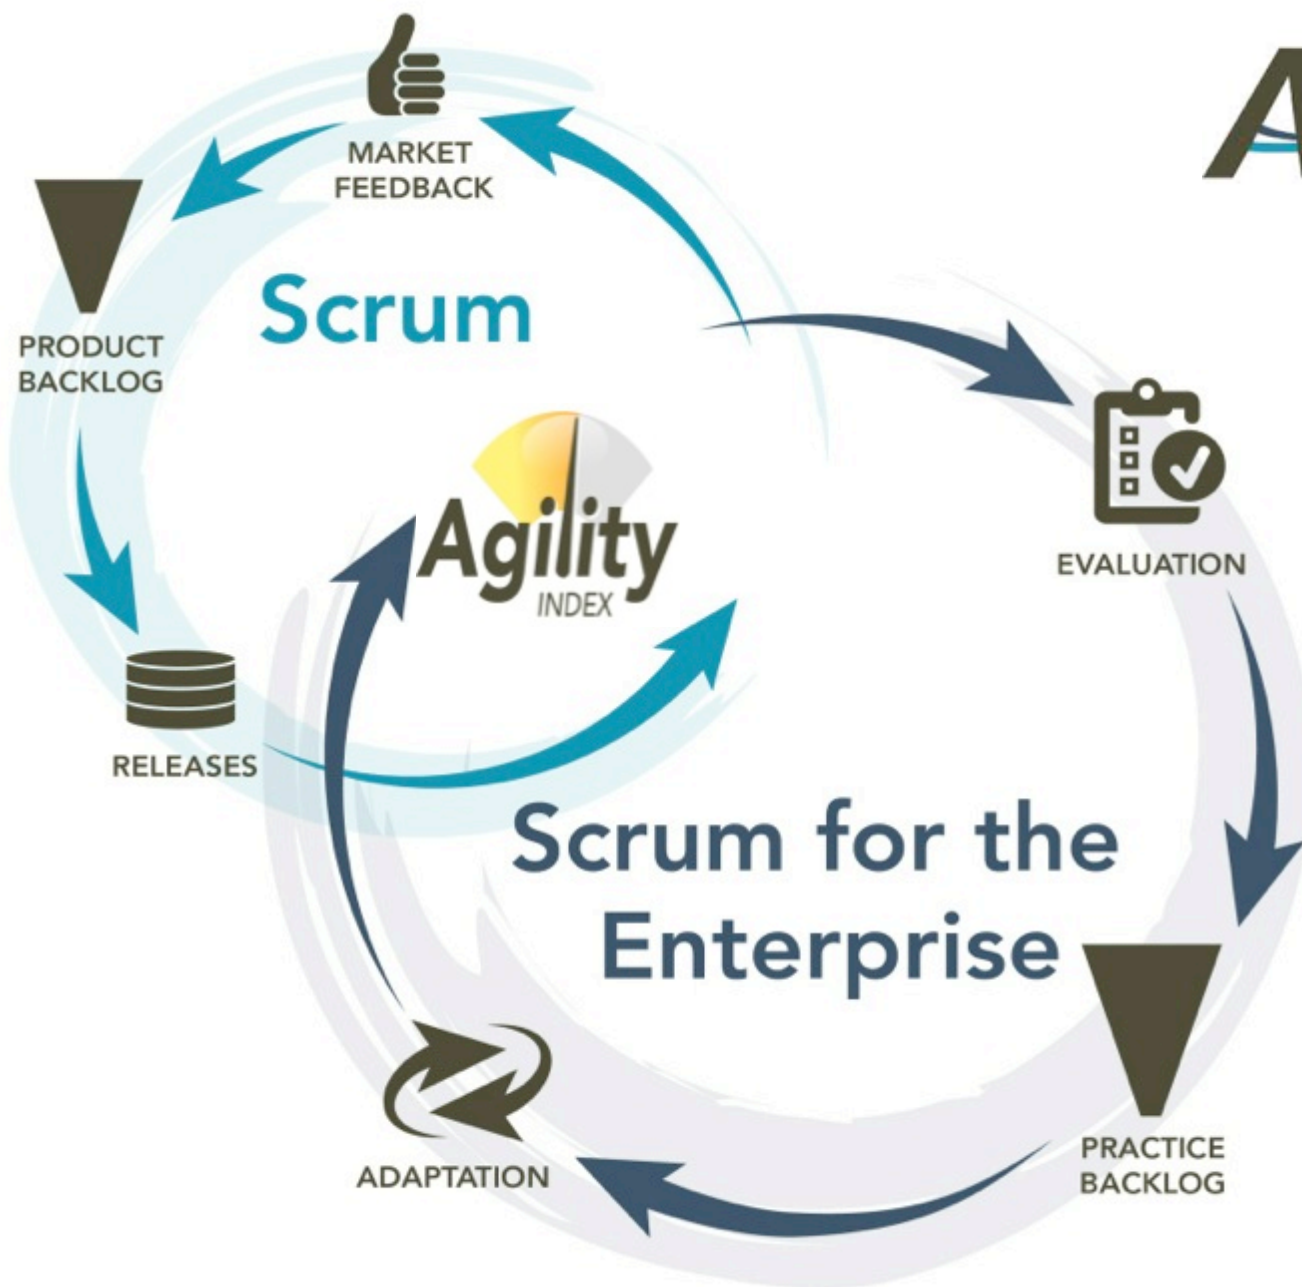 MARKET
FEEDBACK
PRODUCT
BACKLOG
Scrum
Agility
INDEX
EVALUATION
RELEASES
Scrum for the
Enterprise
ADAPTATION
PRACTICE
BACKLOG